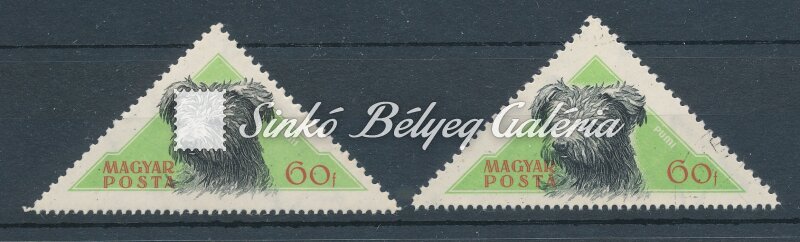 Sinkó Bélyeg Galéria
MAGYAR
POSTA
60f
PUMI
MAGYAR
POSTA
60f